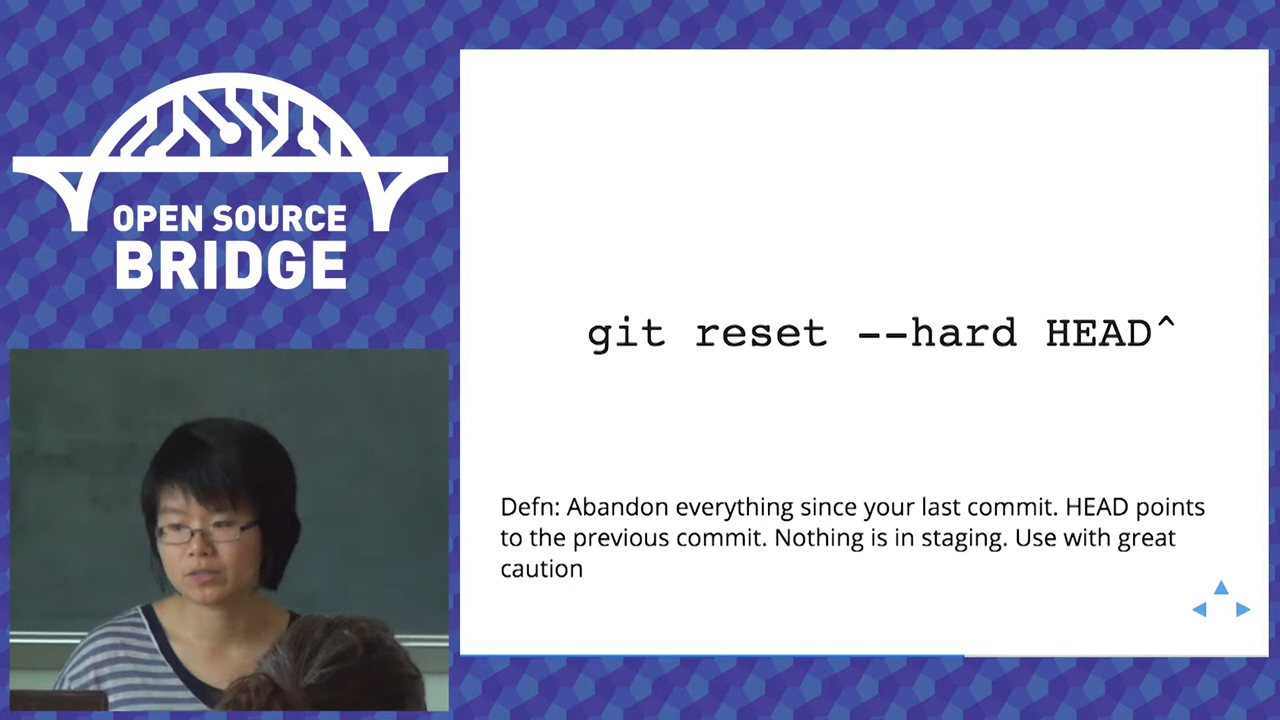 OPEN SOURCE
BRIDGE
git reset --hard HEAD^
Defn: Abandon everything since your last commit. HEAD points
to the previous commit. Nothing is in staging. Use with great
caution